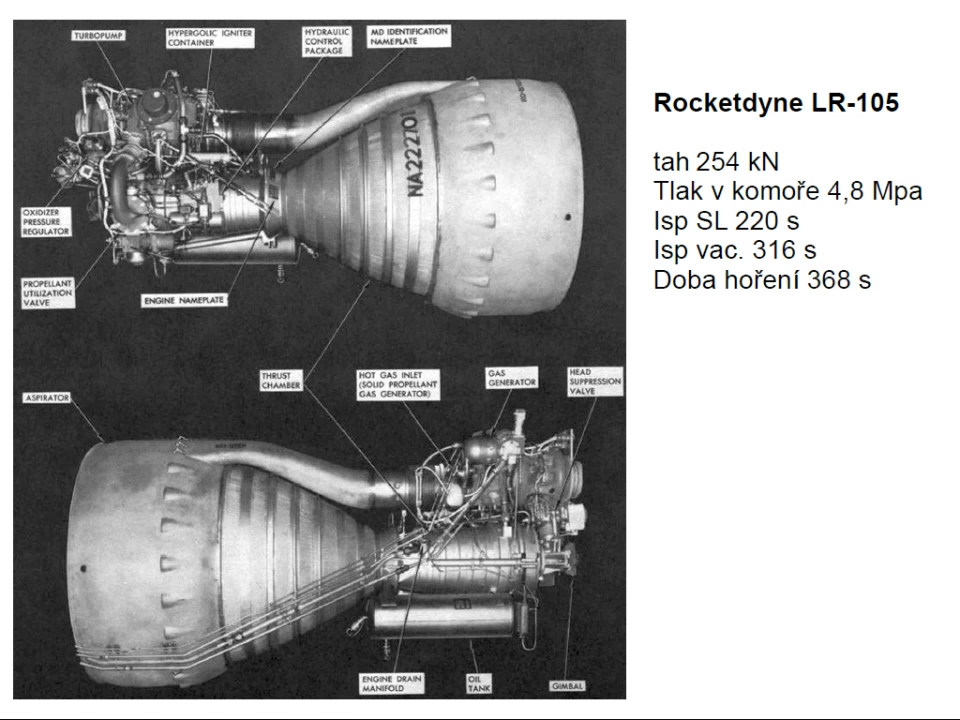 TURBOPUMP
HYPERGOLIC IGNITER
CONTAINER
HYDRAULIC
CONTROL
PACKAGE
MD IDENTIFICATION
NAMEPLATE
NA222701
OXIDIZER
PRESSURE
REGULATOR
PROPELLANT
UTILIZATION
VALVE
ENGINE NAMEPLATE
THRUST
CHAMBER
HOT GAS INLET
(SOLID PROPELLANT
GAS GENERATOR)
GAS
GENERATOR
HEAD
SUPPRESSION
VALVE
ASPIRATOR
ENGINE DRAIN
MANIFOLD
OIL
TANK
GIMBAL
Rocketdyne LR-105
tah 254 kN
Tlak v komoře 4,8 Mpa
Isp SL 220 s
Isp vac. 316 s
Doba hoření 368 s